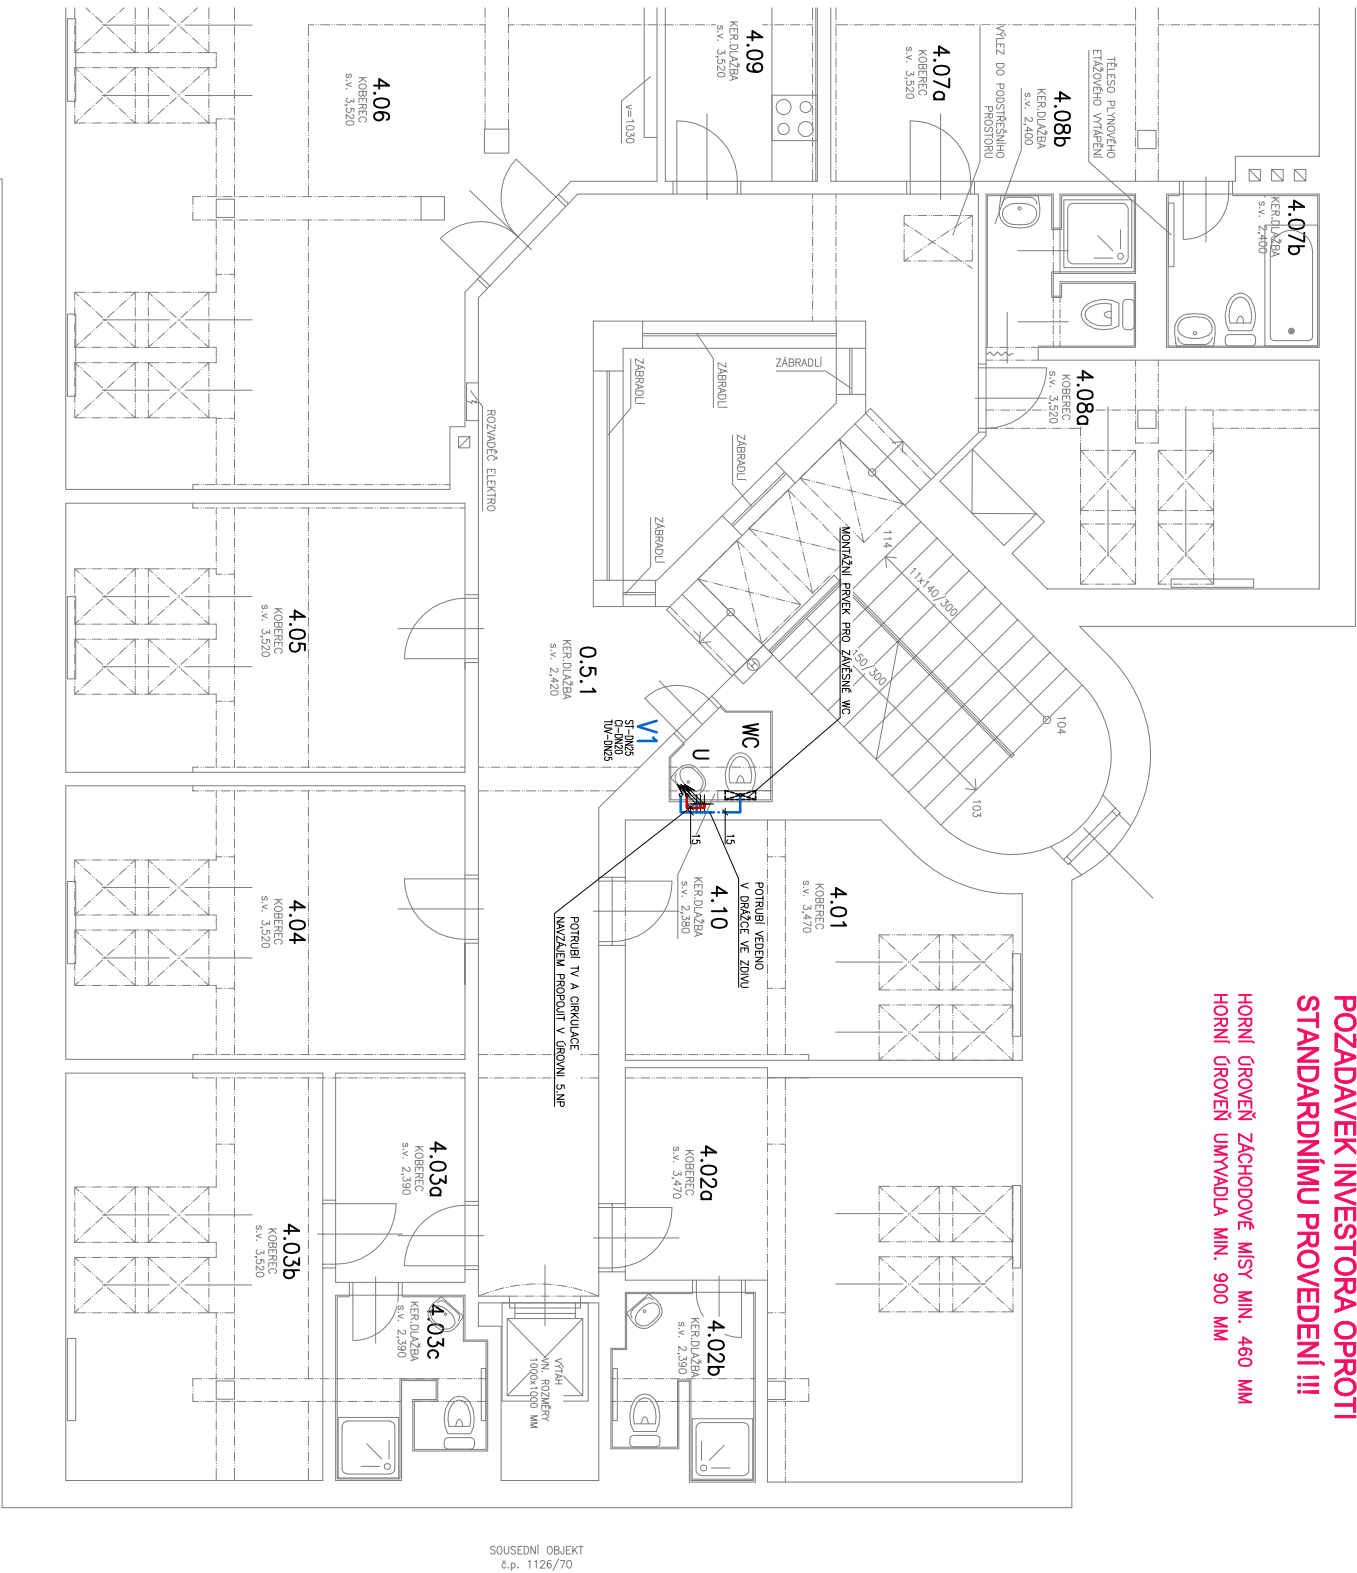 POZADAVEK INVESTORA OPROTI
STANDARDNÍMU PROVEDENÍ !!!
HORNÍ ÚROVEŇ ZÁCHODOVÉ MÍSY MIN. 460 MM
HORNÍ ÚROVEŇ UMYVADLA MIN. 900 MM
4.07b
KER.DLAŽBA
s.v. 2,400
TĚLESO PLYNOVÉHO
ETÁŽOVÉHO VYTÁPĚNÍ
4.08b
KER.DLAŽBA
s.v. 2,400
VÝLEZ DO PODSTŘEŠNÍHO
PROSTORU
4.07a
KOBEREC
s.v. 3,520
4.09
KER.DLAŽBA
s.v. 3,520
v=1030
4.06
KOBEREC
s.v. 3,520
4.08a
KOBEREC
s.v. 3,520
ZÁBRADLÍ
ZÁBRADLÍ
ZÁBRADLÍ
ZÁBRADLÍ
ZÁBRADLÍ
ROZVADĚČ ELEKTRO
114
11x140/300
150/300
104
103
MONTÁŽNÍ PRVEK PRO ZÁVĚSNÉ WC
4.05
KOBEREC
s.v. 3,520
0.5.1
KER.DLAŽBA
s.v. 2,420
V1
ST-DN25
CI-DN20
TUV-DN25
WC
U
15
15
4.10
KER.DLAŽBA
s.v. 2,380
POTRUBÍ VEDENO
V DRÁŽCE VE ZDIVU
4.01
KOBEREC
s.v. 3,470
POTRUBÍ TV A CIRKULACE
NAVZÁJEM PROPOJIT V ÚROVNI 5.NP
4.04
KOBEREC
s.v. 3,520
4.02a
KOBEREC
s.v. 3,470
4.03a
KOBEREC
s.v. 2,390
4.03b
KOBEREC
s.v. 3,520
4.03c
KER.DLAŽBA
s.v. 2,390
4.02b
KER.DLAŽBA
s.v. 2,390
VÝTAH
VN. ROZMĚRY
1000x1000 MM
SOUSEDNÍ OBJEKT
č.p. 1126/70